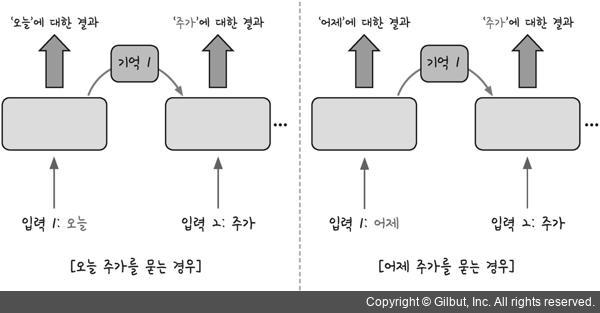 '오늘'에 대한 결과
'주가'에 대한 결과
기억 1
입력 1: 오늘
입력 2: 주가
[오늘 주가를 묻는 경우]
'어제'에 대한 결과
'주가'에 대한 결과
기억 1
입력 1: 어제
입력 2: 주가
[어제 주가를 묻는 경우]
Copyright © Gilbut, Inc. All rights reserved.